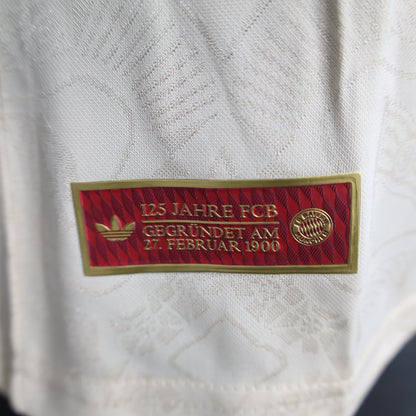 125 JAHRE FCB
GEGRÜNDET AM
27. FEBRUAR 1900